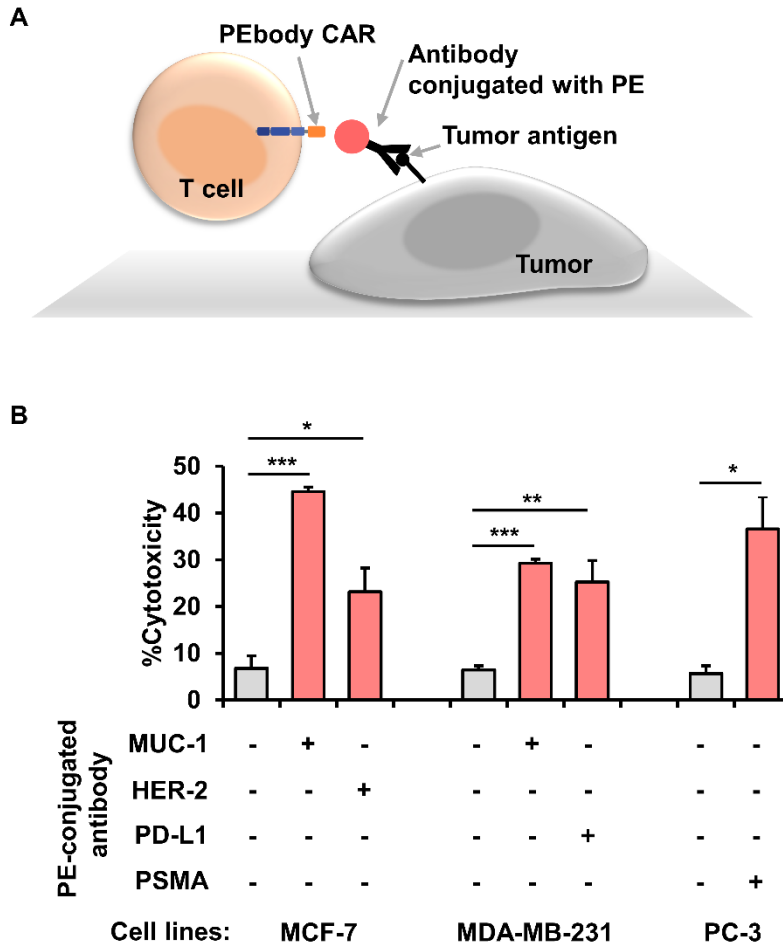 A
PEbody CAR
Antibody
conjugated with PE
Tumor antigen
T cell
Tumor
B
*
***
**
***
*
%Cytotoxicity
50
40
30
20
10
0
PE-conjugated
antibody
MUC-1 - + - - + - - -
HER-2 - - + - - - - -
PD-L1 - - - - - + - -
PSMA - - - - - - - +
Cell lines: MCF-7 MDA-MB-231 PC-3